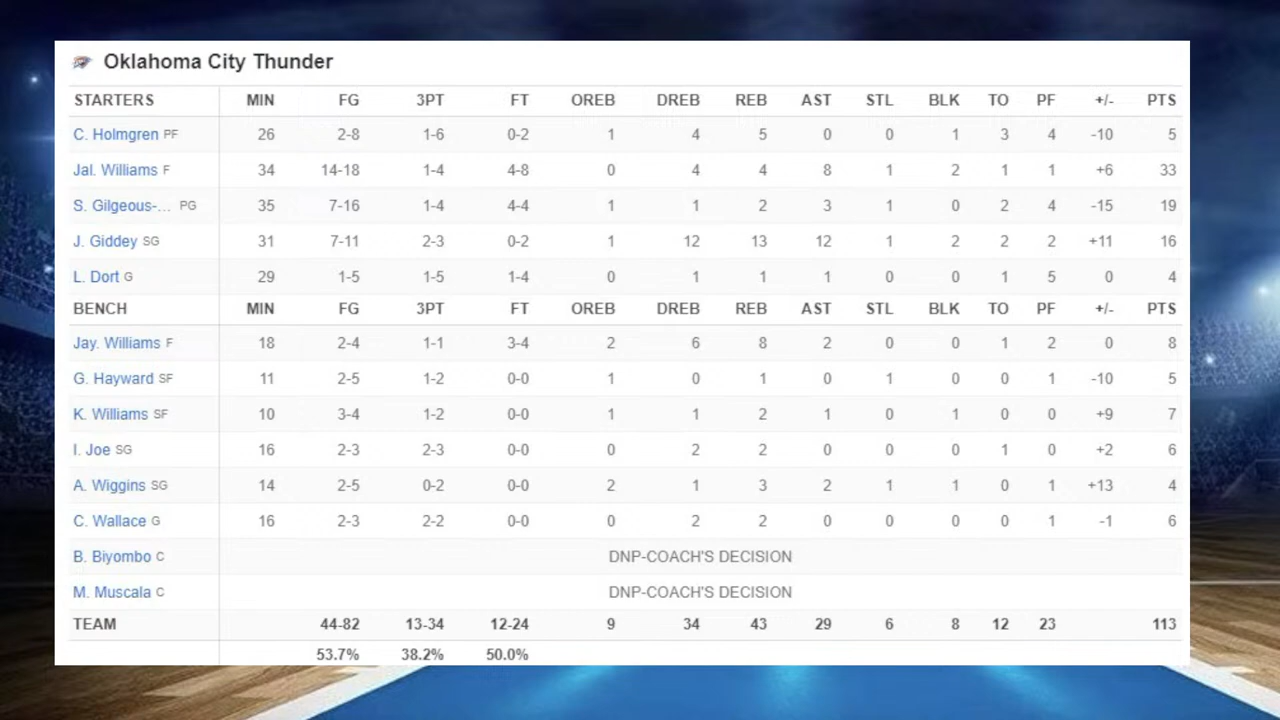 Oklahoma City Thunder
STARTERS MIN FG 3PT FT OREB DREB REB AST STL BLK TO PF +/- PTS
C. Holmgren PF 26 2-8 1-6 0-2 1 4 5 0 0 1 3 4 -10 5
Jal. Williams F 34 14-18 1-4 4-8 0 4 4 8 1 2 1 1 +6 33
S. Gilgeous-... PG 35 7-16 1-4 4-4 1 1 2 3 1 0 2 4 -15 19
J. Giddey SG 31 7-11 2-3 0-2 1 12 13 12 1 2 2 2 +11 16
L. Dort G 29 1-5 1-5 1-4 0 1 1 1 0 0 1 5 0 4
BENCH MIN FG 3PT FT OREB DREB REB AST STL BLK TO PF +/- PTS
Jay. Williams F 18 2-4 1-1 3-4 2 6 8 2 0 0 1 2 0 8
G. Hayward SF 11 2-5 1-2 0-0 1 0 1 0 1 0 0 1 -10 5
K. Williams SF 10 3-4 1-2 0-0 1 1 2 1 0 1 0 0 +9 7
I. Joe SG 16 2-3 2-3 0-0 0 2 2 0 0 0 1 0 +2 6
A. Wiggins SG 14 2-5 0-2 0-0 2 1 3 2 1 1 0 1 +13 4
C. Wallace G 16 2-3 2-2 0-0 0 2 2 0 0 0 0 1 -1 6
B. Biyombo C DNP-COACH'S DECISION
M. Muscala C DNP-COACH'S DECISION
TEAM 44-82 13-34 12-24 9 34 43 29 6 8 12 23 113
53.7% 38.2% 50.0%